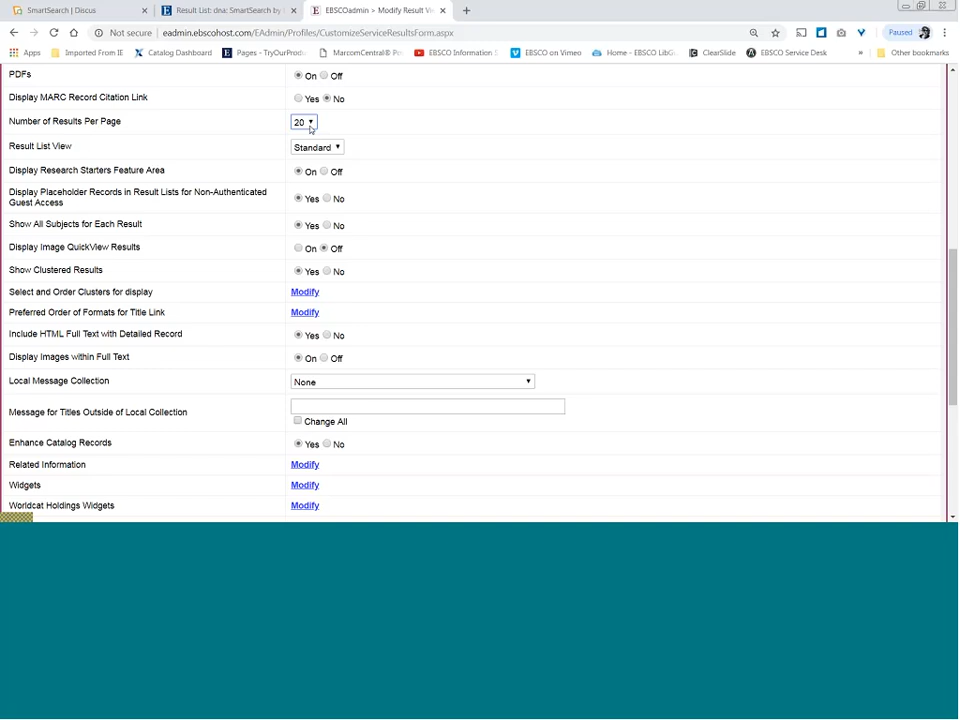 SmartSearch | Discus
Result List: dna: SmartSearch by
EBSCOadmin > Modify Result Vi
Not secure | eadmin.ebscohost.com/EAdmin/Profiles/CustomizeServiceResultsForm.aspx
Paused
Apps Imported From IE Catalog Dashboard Pages - TryOurProd MarcomCentral® Po EBSCO Information S EBSCO on Vimeo Home - EBSCO LibG ClearSlide EBSCO Service Desk » Other bookmarks
PDFs On Off
Display MARC Record Citation Link Yes No
Number of Results Per Page 20
Result List View Standard
Display Research Starters Feature Area On Off
Display Placeholder Records in Result Lists for Non-Authenticated
Guest Access Yes No
Show All Subjects for Each Result Yes No
Display Image QuickView Results On Off
Show Clustered Results Yes No
Select and Order Clusters for display Modify
Preferred Order of Formats for Title Link Modify
Include HTML Full Text with Detailed Record Yes No
Display Images within Full Text On Off
Local Message Collection None
Message for Titles Outside of Local Collection
Change All
Enhance Catalog Records Yes No
Related Information Modify
Widgets Modify
Worldcat Holdings Widgets Modify